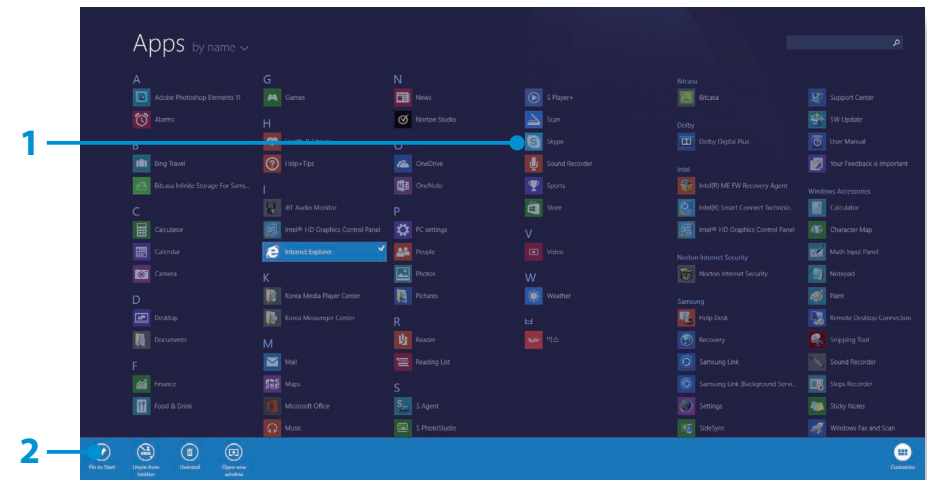 Apps by name
A
Adobe Photoshop Elements 11
Alarms
B
Bing Travel
Bitcasa Infinite Storage For Sams...
C
Calculator
Calendar
Camera
D
Desktop
Documents
F
Finance
Food & Drink
G
Games
H
Help+Tips
I
iBT Audio Monitor
Intel® HD Graphics Control Panel
Internet Explorer
K
Korea Media Player Center
Korea Messenger Center
M
Mail
Maps
Microsoft Office
Music
N
News
Norton Studio
O
OneDrive
OneNote
P
PC settings
People
Photos
Pictures
R
Reader
Reading List
S
S Agent
S PhotoStudio
S Player+
Scan
Skype
Sound Recorder
Sports
Store
V
Video
W
Weather
ㅂ
벅스
Bitcasa
Bitcasa
Dolby
Dolby Digital Plus
Intel
Intel(R) ME FW Recovery Agent
Intel(R) Smart Connect Technolo...
Intel® HD Graphics Control Panel
Norton Internet Security
Norton Internet Security
Samsung
Help Desk
Recovery
Samsung Link
Samsung Link (Background Serve...
Settings
SideSync
Support Center
SW Update
User Manual
Your Feedback is Important
Windows Accessories
Calculator
Character Map
Math Input Panel
Notepad
Paint
Remote Desktop Connection
Snipping Tool
Sound Recorder
Steps Recorder
Sticky Notes
Windows Fax and Scan
1
2
Pin to Start
Unpin from
taskbar
Uninstall
Open new
window
Customize